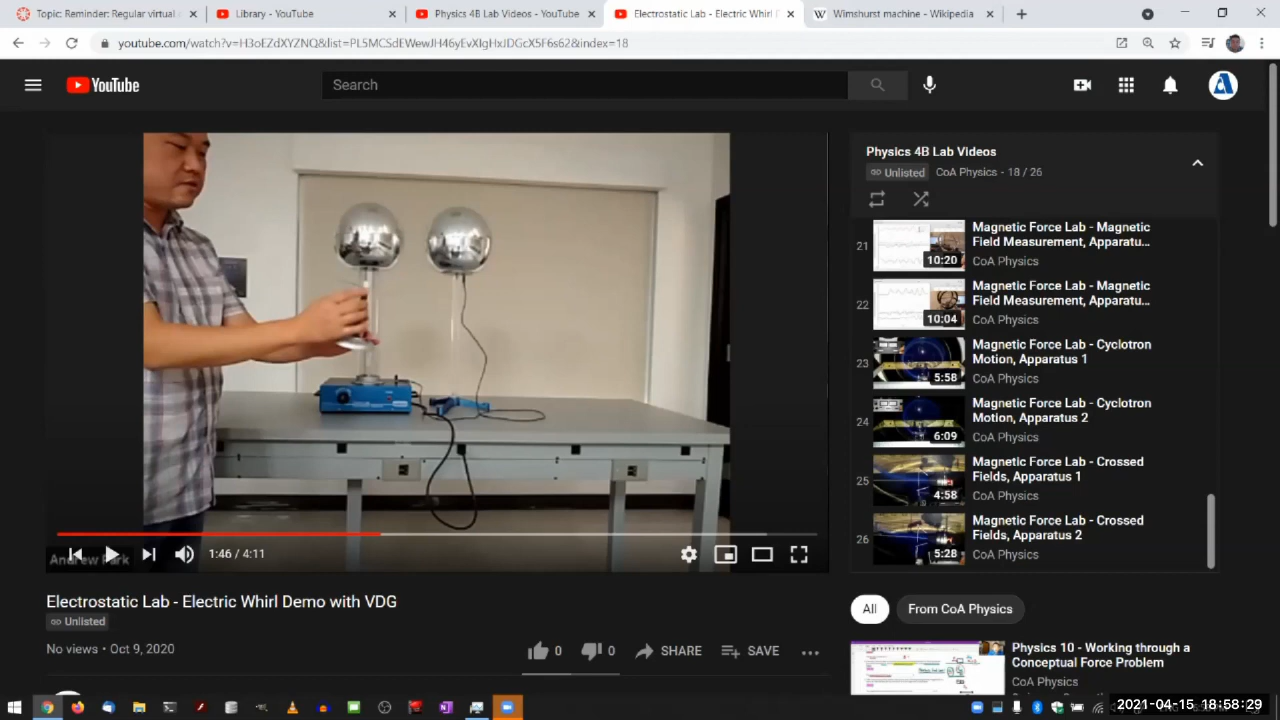 Topic: Reminder: Regular virtual
Library - YouTube
Physics 4B Lab Videos - YouTube
Electrostatic Lab - Electric Whirl D
Wimshurst machine - Wikipedia
youtube.com/watch?v=H3oEZdXYZNQ&list=PL5MCSdEWewJH46yEvXlgHxPC6xEF6s62&index=18
YouTube
Search
Physics 4B Lab Videos
Unlisted CoA Physics - 18 / 26
21
10:20
Magnetic Force Lab - Magnetic
Field Measurement, Apparatu...
CoA Physics
22
10:04
Magnetic Force Lab - Magnetic
Field Measurement, Apparatu...
CoA Physics
23
5:58
Magnetic Force Lab - Cyclotron
Motion, Apparatus 1
CoA Physics
24
6:09
Magnetic Force Lab - Cyclotron
Motion, Apparatus 2
CoA Physics
25
4:58
Magnetic Force Lab - Crossed
Fields, Apparatus 1
CoA Physics
26
5:28
Magnetic Force Lab - Crossed
Fields, Apparatus 2
CoA Physics
Andrew Park
1:46 / 4:11
Electrostatic Lab - Electric Whirl Demo with VDG
Unlisted
No views • Oct 9, 2020
0
0
SHARE
SAVE
All
From CoA Physics
Physics 10 - Working through a
Conceptual Force Problem
CoA Physics
2021-04-15 18:58:29